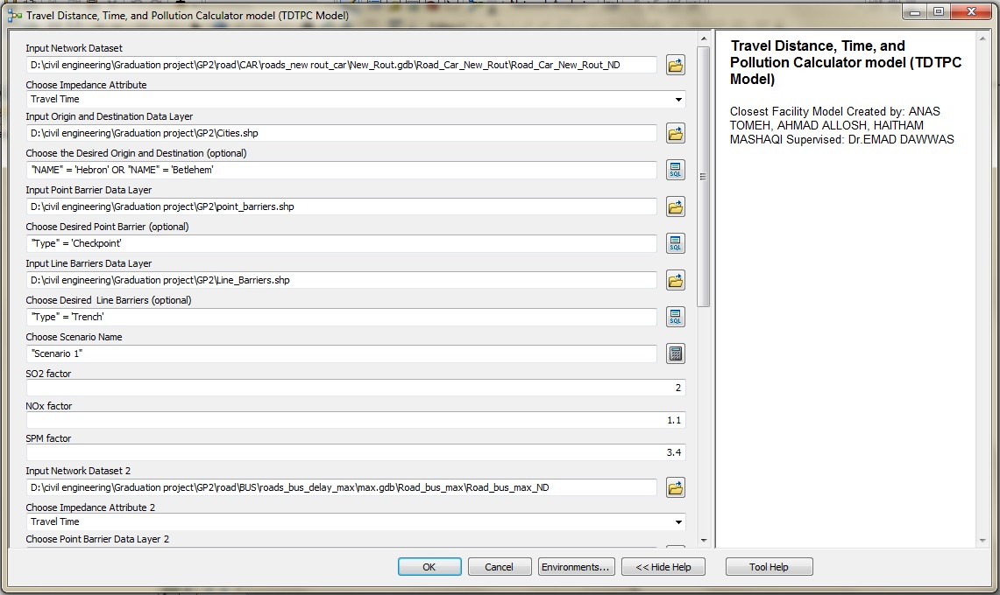 Travel Distance, Time, and Pollution Calculator model (TDTPC Model)
Input Network Dataset
D:\civil engineering\Graduation project\GP2\road\CAR\roads_new rout_car\New_Rout.gdb\Road_Car_New_Rout\Road_Car_New_Rout_ND
Choose Impedance Attribute
Travel Time
Input Origin and Destination Data Layer
D:\civil engineering\Graduation project\GP2\Cities.shp
Choose the Desired Origin and Destination (optional)
"NAME" = 'Hebron' OR "NAME" = 'Betlehem'
SQL
Input Point Barrier Data Layer
D:\civil engineering\Graduation project\GP2\point_barriers.shp
Choose Desired Point Barrier (optional)
"Type" = 'Checkpoint'
SQL
Input Line Barriers Data Layer
D:\civil engineering\Graduation project\GP2\Line_Barriers.shp
Choose Desired  Line Barriers (optional)
"Type" = 'Trench'
SQL
Choose Scenario Name
"Scenario 1"
SO2 factor
2
NOx factor
1.1
SPM factor
3.4
Input Network Dataset 2
D:\civil engineering\Graduation project\GP2\road\BUS\roads_bus_delay_max\max.gdb\Road_bus_max\Road_bus_max_ND
Choose Impedance Attribute 2
Travel Time
Choose Point Barrier Data Layer 2
Travel Distance, Time, and
Pollution Calculator model (TDTPC
Model)
Closest Facility Model Created by: ANAS
TOMEH, AHMAD ALLOSH, HAITHAM
MASHAQI Supervised: Dr.EMAD DAWWAS
OK
Cancel
Environments...
<< Hide Help
Tool Help